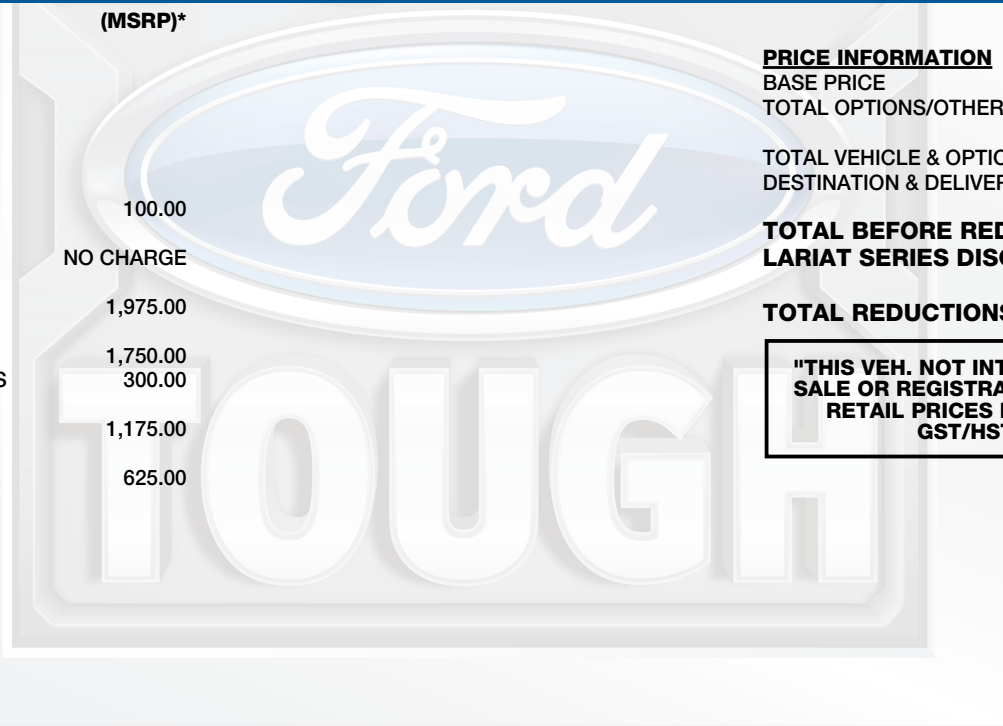 (MSRP)*
100.00
NO CHARGE
1,975.00
1,750.00
S 300.00
1,175.00
625.00
Ford
TOUGH
PRICE INFORMATION
BASE PRICE
TOTAL OPTIONS/OTHER
TOTAL VEHICLE & OPTIO
DESTINATION & DELIVER
TOTAL BEFORE RED
LARIAT SERIES DISC
TOTAL REDUCTIONS
"THIS VEH. NOT INT
SALE OR REGISTRA
RETAIL PRICES
GST/HST